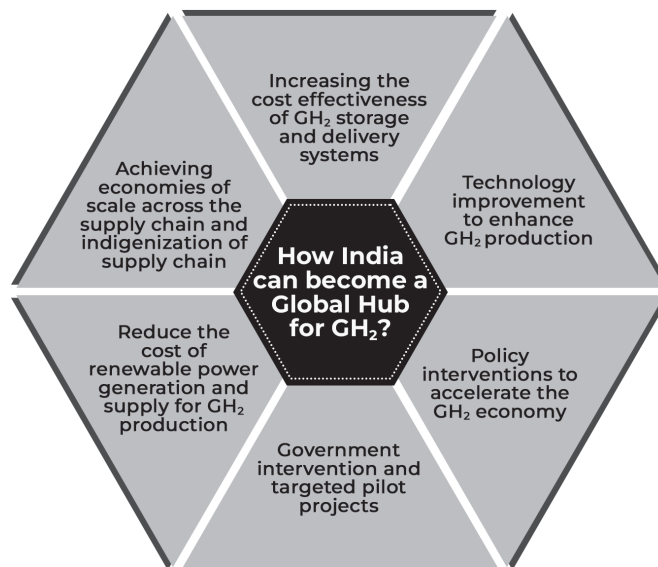 Increasing the
cost effectiveness
of GH₂ storage
and delivery
systems
Technology
improvement
to enhance
GH₂ production
Policy
interventions to
accelerate the
GH₂ economy
Government
intervention and
targeted pilot
projects
Reduce the
cost of
renewable power
generation and
supply for GH₂
production
Achieving
economies of
scale across the
supply chain and
indigenization of
supply chain
How India
can become a
Global Hub
for GH₂?